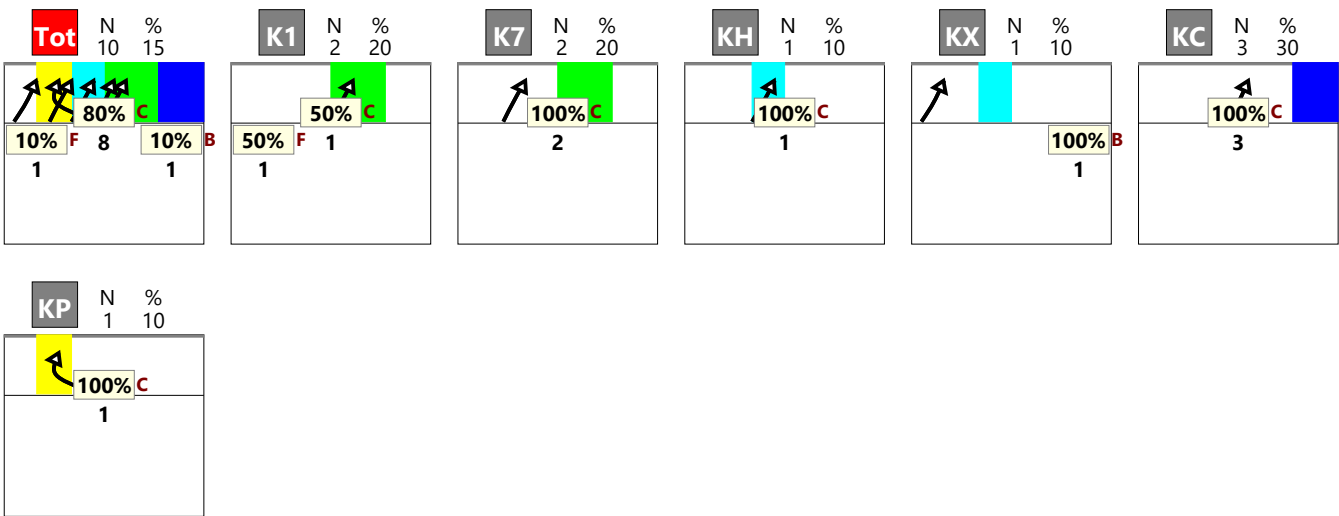 Tot N % 10 15
K1 N % 2 20
K7 N % 2 20
KH N % 1 10
KX N % 1 10
KC N % 3 30
80% C
10% F 8 10% B
1 1
50% C
50% F 1
1
100% C
2
100% C
1
100% B
1
100% C
3
KP N % 1 10
100% C
1